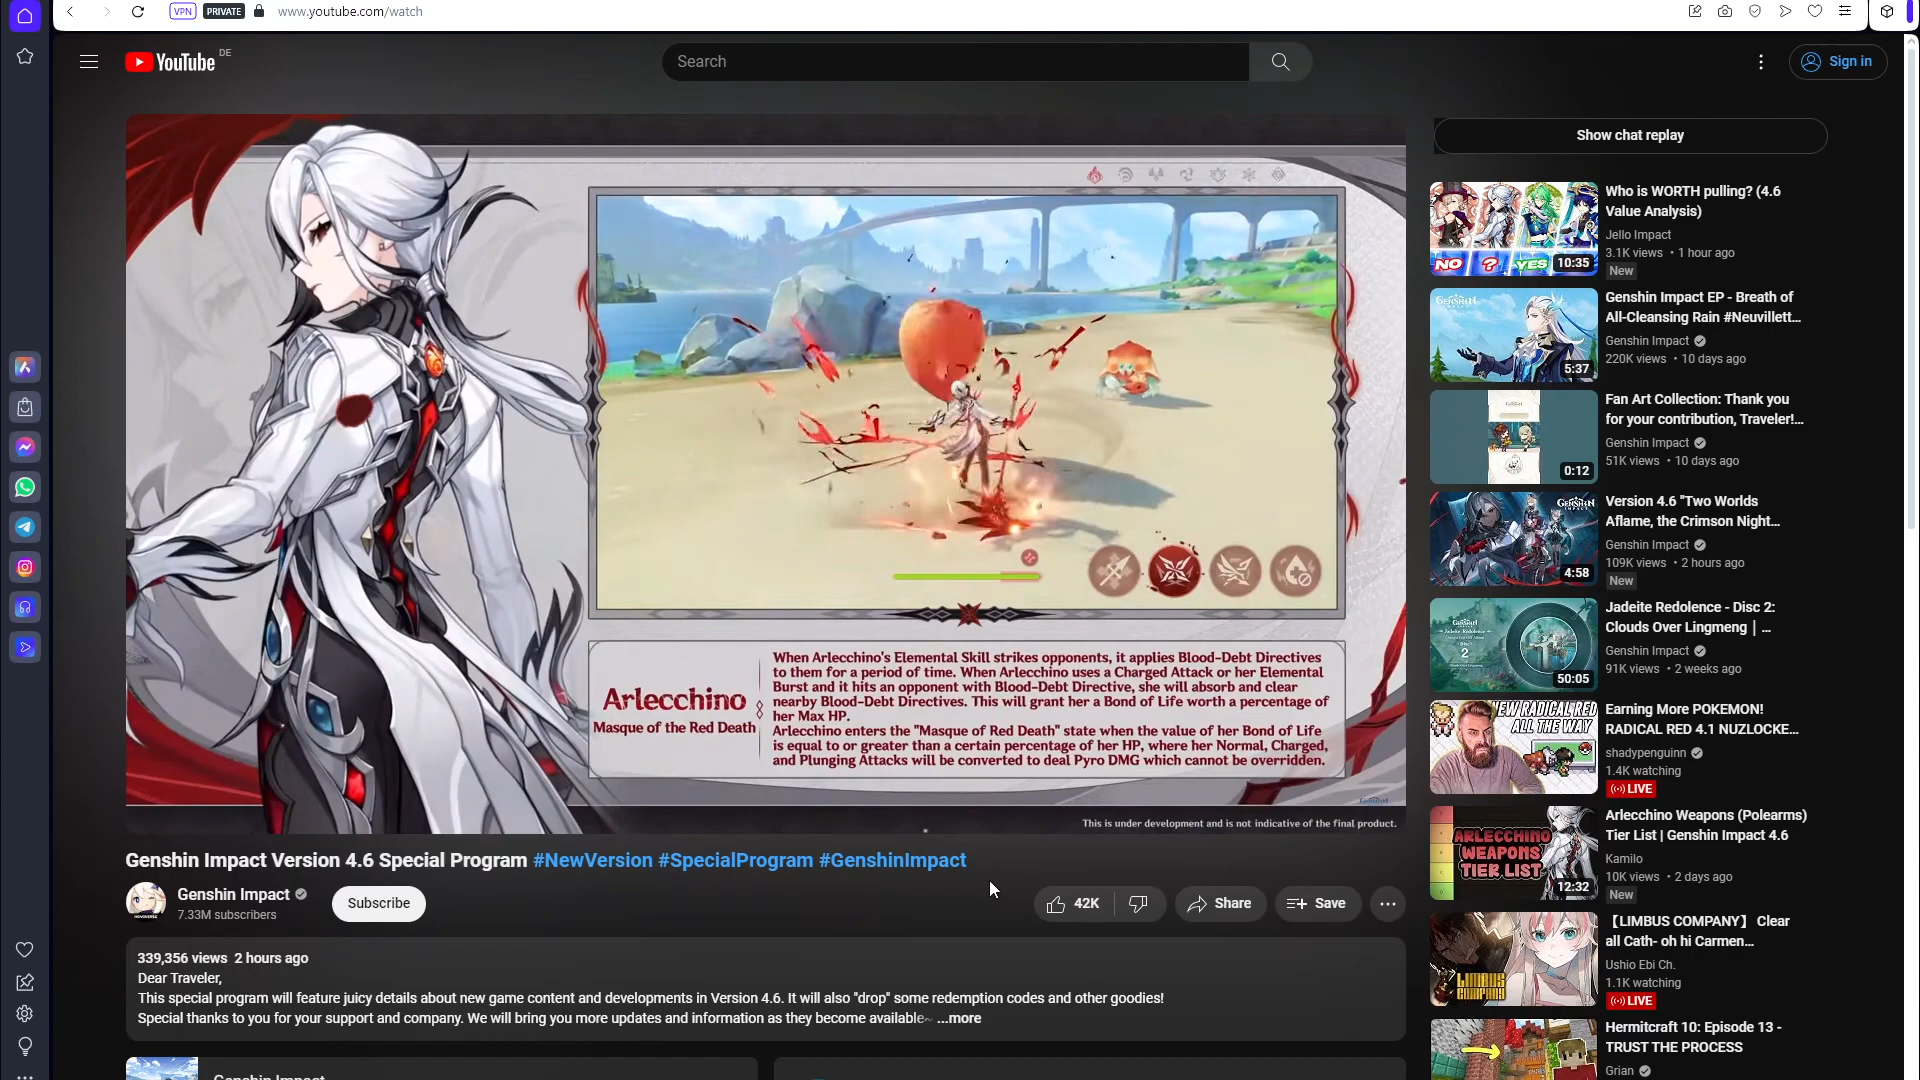 VPN PRIVATE www.youtube.com/watch
YouTube DE
Search
Sign in
Arlecchino
Masque of the Red Death
When Arlecchino's Elemental Skill strikes opponents, it applies Blood-Debt Directives
to them for a period of time. When Arlecchino uses a Charged Attack or her Elemental
Burst and it hits an opponent with Blood-Debt Directive, she will absorb and clear
nearby Blood-Debt Directives. This will grant her a Bond of Life worth a percentage of
her Max HP.
Arlecchino enters the "Masque of Red Death" state when the value of her Bond of Life
is equal to or greater than a certain percentage of her HP, where her Normal, Charged,
and Plunging Attacks will be converted to deal Pyro DMG which cannot be overridden.
This is under development and is not indicative of the final product.
Genshin Impact Version 4.6 Special Program #NewVersion #SpecialProgram #GenshinImpact
Genshin Impact
7.33M subscribers
Subscribe
42K
Share
Save
339,356 views 2 hours ago
Dear Traveler,
This special program will feature juicy details about new game content and developments in Version 4.6. It will also "drop" some redemption codes and other goodies!
Special thanks to you for your support and company. We will bring you more updates and information as they become available~ ...more
Genshin Impact
Show chat replay
NO ? YES 10:35
Who is WORTH pulling? (4.6
Value Analysis)
Jello Impact
3.1K views • 1 hour ago
New
GENSHIN
5:37
Genshin Impact EP - Breath of
All-Cleansing Rain #Neuvillett...
Genshin Impact
220K views • 10 days ago
0:12
Fan Art Collection: Thank you
for your contribution, Traveler!...
Genshin Impact
51K views • 10 days ago
GENSHIN
4:58
Version 4.6 "Two Worlds
Aflame, the Crimson Night...
Genshin Impact
109K views • 2 hours ago
New
Jadeite Redolence
2
50:05
Jadeite Redolence - Disc 2:
Clouds Over Lingmeng | ...
Genshin Impact
91K views • 2 weeks ago
NEW RADICAL RED
ALL THE WAY
Earning More POKEMON!
RADICAL RED 4.1 NUZLOCKE...
shadypenguinn
1.4K watching
LIVE
ARLECCHINO
WEAPONS
TIER LIST
12:32
Arlecchino Weapons (Polearms)
Tier List | Genshin Impact 4.6
Kamilo
10K views • 2 days ago
New
LIMBUS
COMPANY
【LIMBUS COMPANY】 Clear
all Cath- oh hi Carmen...
Ushio Ebi Ch.
1.1K watching
LIVE
Hermitcraft 10: Episode 13 -
TRUST THE PROCESS
Grian